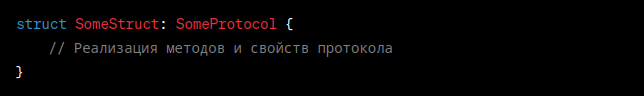 struct SomeStruct: SomeProtocol {
    // Реализация методов и свойств протокола
}